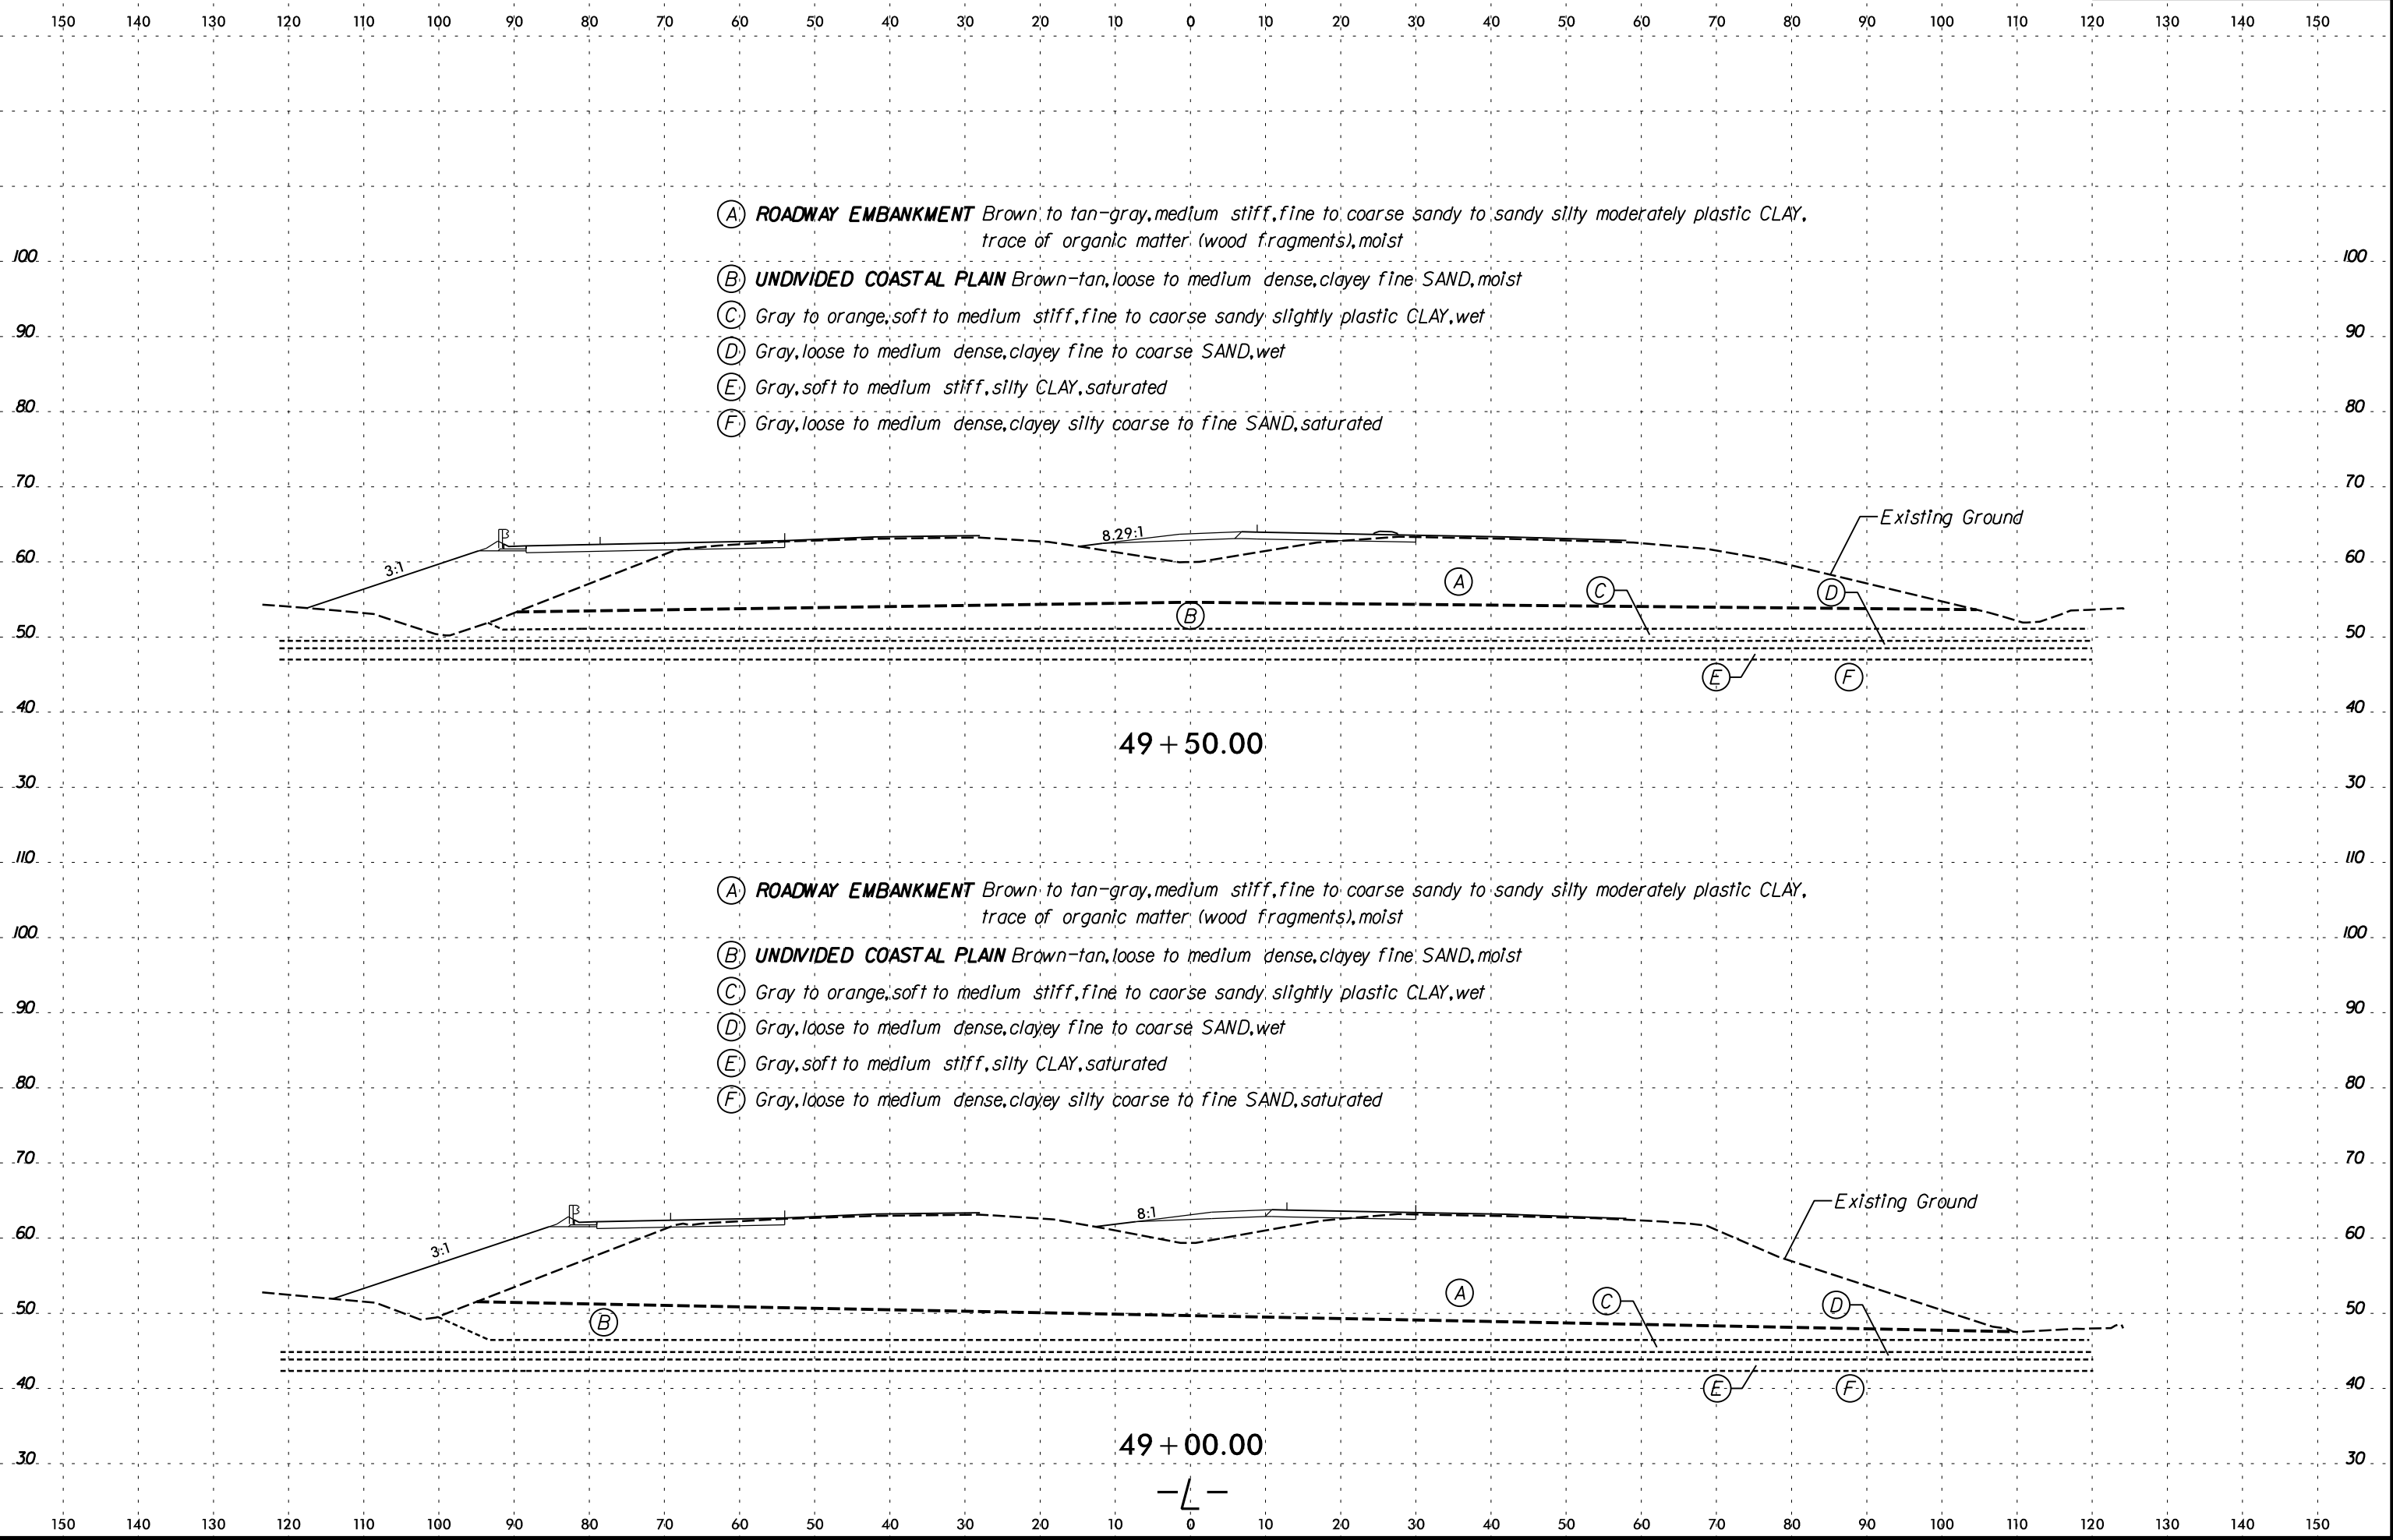 150 140 130 120 110 100 90 80 70 60 50 40 30 20 10 0 10 20 30 40 50 60 70 80 90 100 110 120 130 140 150
A ROADWAY EMBANKMENT Brown to tan-gray, medium stiff, fine to coarse sandy to sandy silty moderately plastic CLAY,
trace of organic matter (wood fragments), moist
100 100
B UNDIVIDED COASTAL PLAIN Brown-tan, loose to medium dense, clayey fine SAND, moist
C Gray to orange, soft to medium stiff, fine to caorse sandy slightly plastic CLAY, wet
90 90
D Gray, loose to medium dense, clayey fine to coarse SAND, wet
E Gray, soft to medium stiff, silty CLAY, saturated
80 80
F Gray, loose to medium dense, clayey silty coarse to fine SAND, saturated
70 70
Existing Ground
8.29:1
60 60
3:1
A
C D
B
50 50
E F
40 40
49+50.00
30 30
110 110
A ROADWAY EMBANKMENT Brown to tan-gray, medium stiff, fine to coarse sandy to sandy silty moderately plastic CLAY,
trace of organic matter (wood fragments), moist
100 100
B UNDIVIDED COASTAL PLAIN Brown-tan, loose to medium dense, clayey fine SAND, moist
C Gray to orange, soft to medium stiff, fine to caorse sandy slightly plastic CLAY, wet
90 90
D Gray, loose to medium dense, clayey fine to coarse SAND, wet
E Gray, soft to medium stiff, silty CLAY, saturated
80 80
F Gray, loose to medium dense, clayey silty coarse to fine SAND, saturated
70 70
Existing Ground
8:1
60 60
3:1
A
C D
50 50
B
40 E F 40
49+00.00
30 30
-L-
150 140 130 120 110 100 90 80 70 60 50 40 30 20 10 0 10 20 30 40 50 60 70 80 90 100 110 120 130 140 150